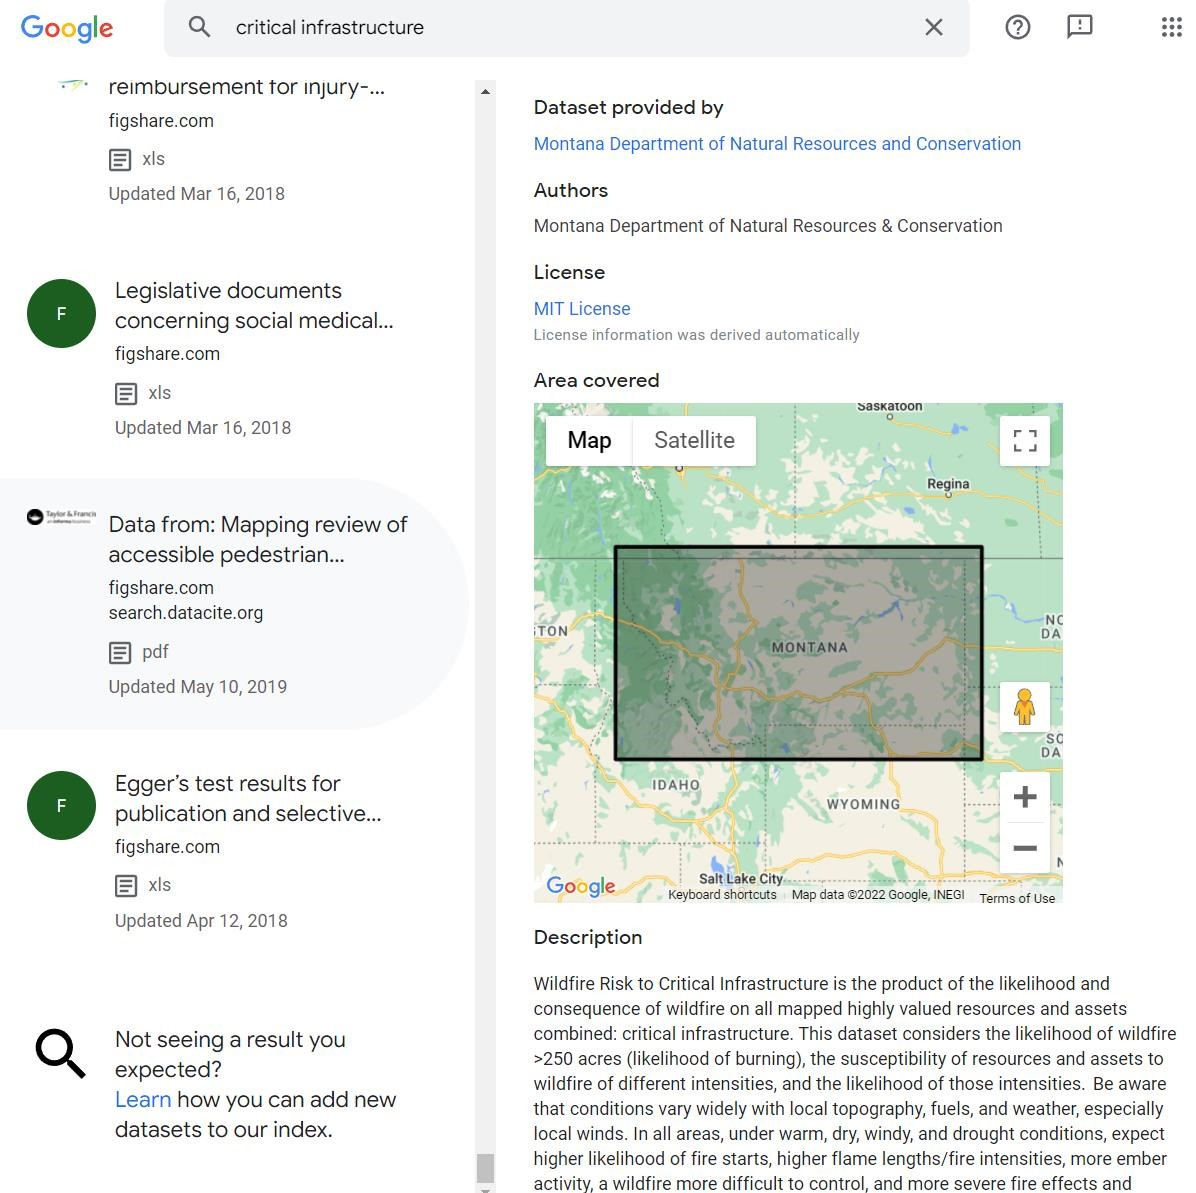 Google
critical infrastructure
reimbursement for injury-...
figshare.com
xls
Updated Mar 16, 2018
F
Legislative documents
concerning social medical...
figshare.com
xls
Updated Mar 16, 2018
Taylor & Francis
an informa business
Data from: Mapping review of
accessible pedestrian...
figshare.com
search.datacite.org
pdf
Updated May 10, 2019
F
Egger’s test results for
publication and selective...
figshare.com
xls
Updated Apr 12, 2018
Not seeing a result you
expected?
Learn how you can add new
datasets to our index.
Dataset provided by
Montana Department of Natural Resources and Conservation
Authors
Montana Department of Natural Resources & Conservation
License
MIT License
License information was derived automatically
Area covered
Saskatoon
Map
Satellite
Regina
GTON
NO
DA
MONTANA
SO
DA
IDAHO
WYOMING
N
Salt Lake City
Google
Keyboard shortcuts
Map data ©2022 Google, INEGI
Terms of Use
Description
Wildfire Risk to Critical Infrastructure is the product of the likelihood and
consequence of wildfire on all mapped highly valued resources and assets
combined: critical infrastructure. This dataset considers the likelihood of wildfire
>250 acres (likelihood of burning), the susceptibility of resources and assets to
wildfire of different intensities, and the likelihood of those intensities. Be aware
that conditions vary widely with local topography, fuels, and weather, especially
local winds. In all areas, under warm, dry, windy, and drought conditions, expect
higher likelihood of fire starts, higher flame lengths/fire intensities, more ember
activity, a wildfire more difficult to control, and more severe fire effects and